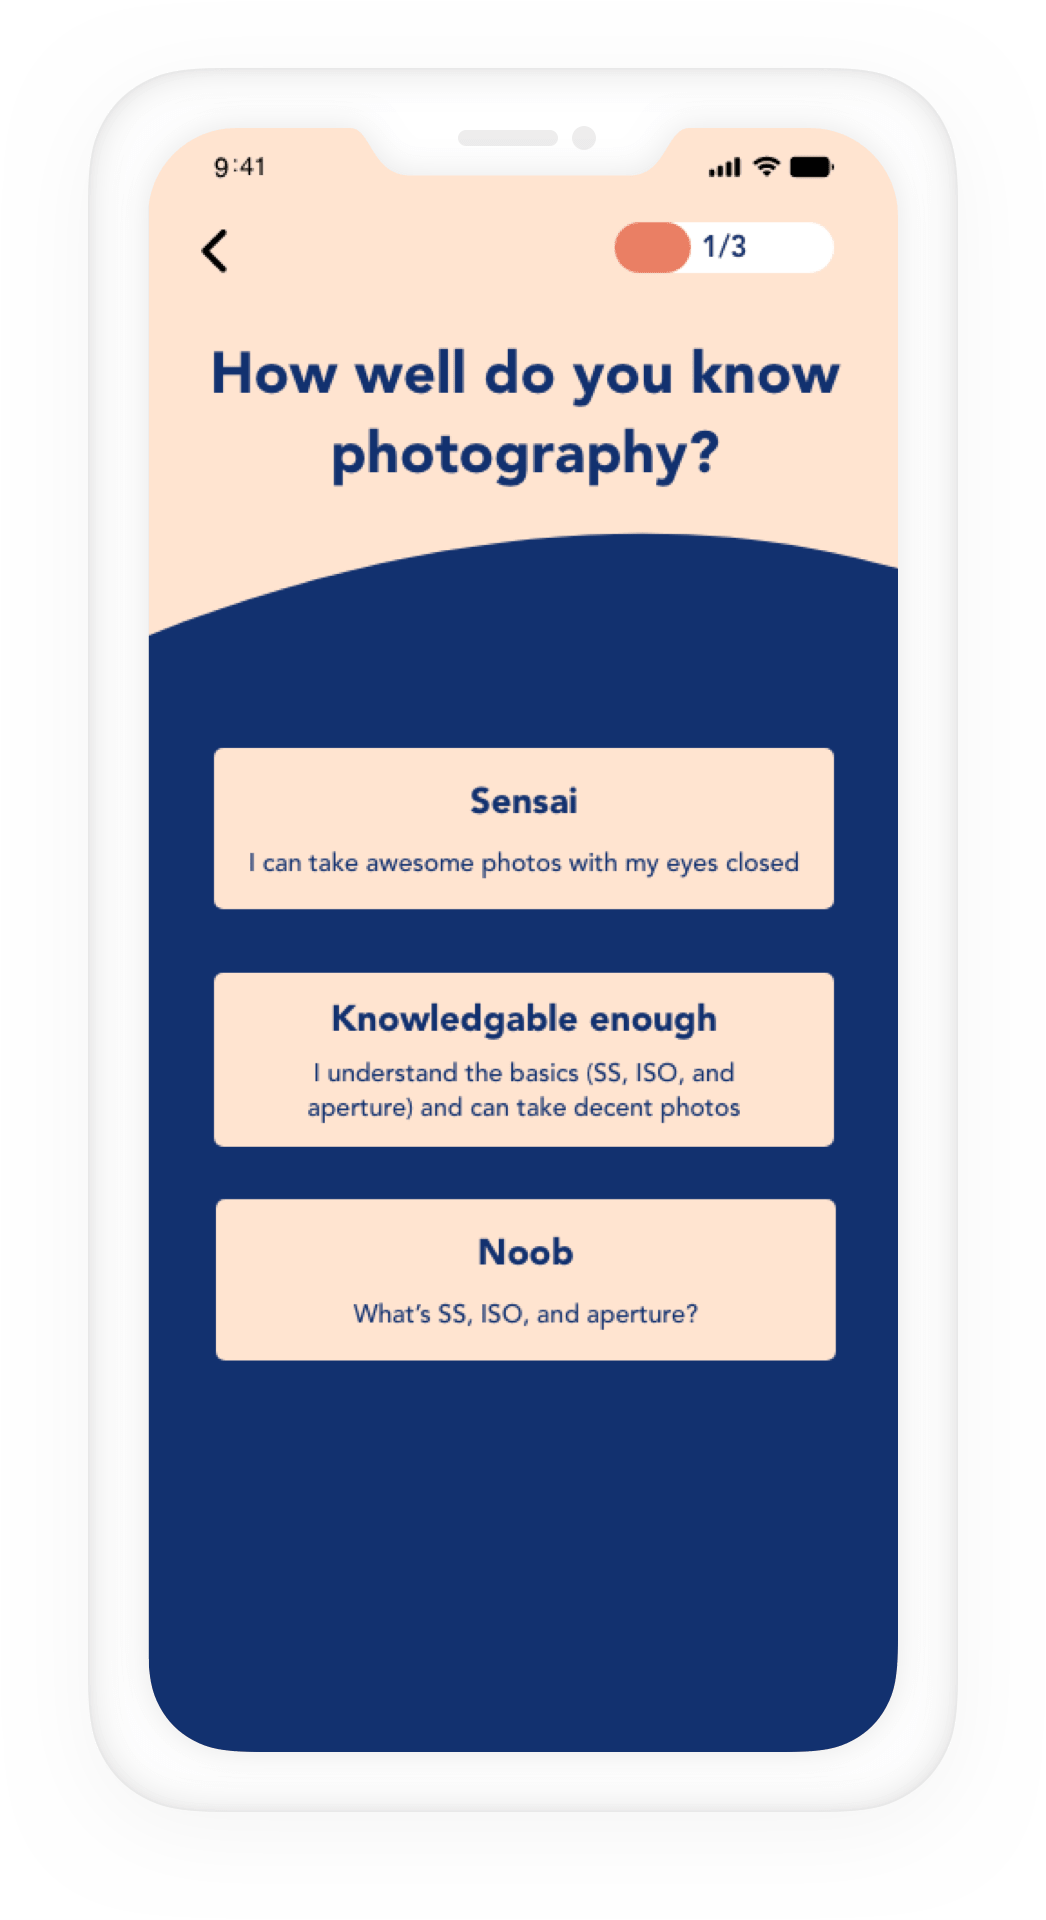 9:41
1/3
How well do you know
photography?
Sensai
I can take awesome photos with my eyes closed
Knowledgable enough
I understand the basics (SS, ISO, and
aperture) and can take decent photos
Noob
What’s SS, ISO, and aperture?